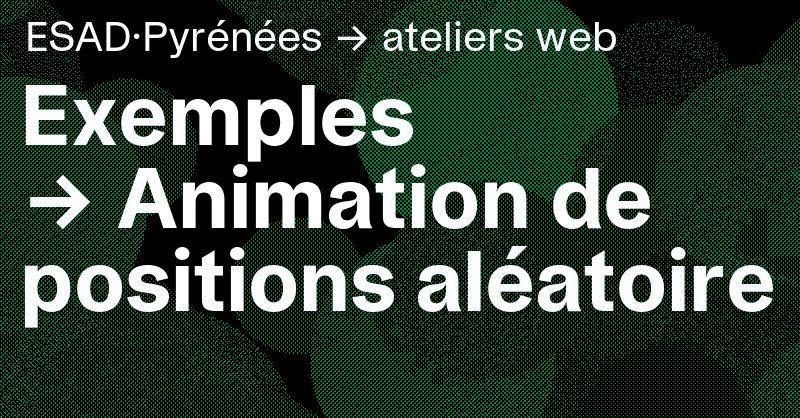 ESAD·Pyrénées → ateliers web
Exemples
→ Animation de
positions aléatoire